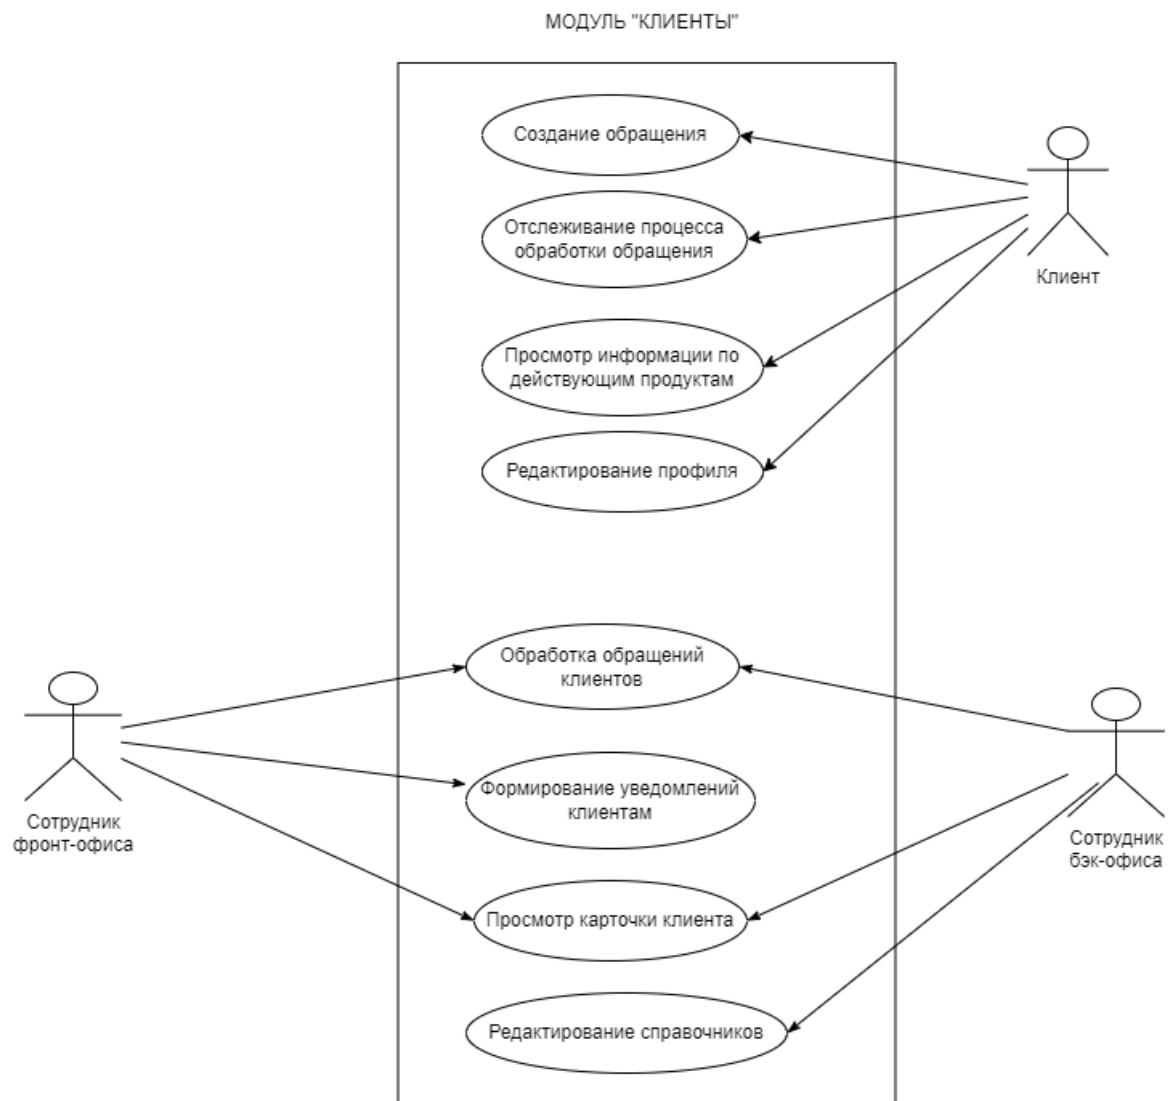 МОДУЛЬ "КЛИЕНТЫ"
Создание обращения
Отслеживание процесса
обработки обращения
Клиент
Просмотр информации по
действующим продуктам
Редактирование профиля
Обработка обращений
клиентов
Формирование уведомлений
клиентам
Сотрудник
фронт-офиса
Сотрудник
бэк-офиса
Просмотр карточки клиента
Редактирование справочников